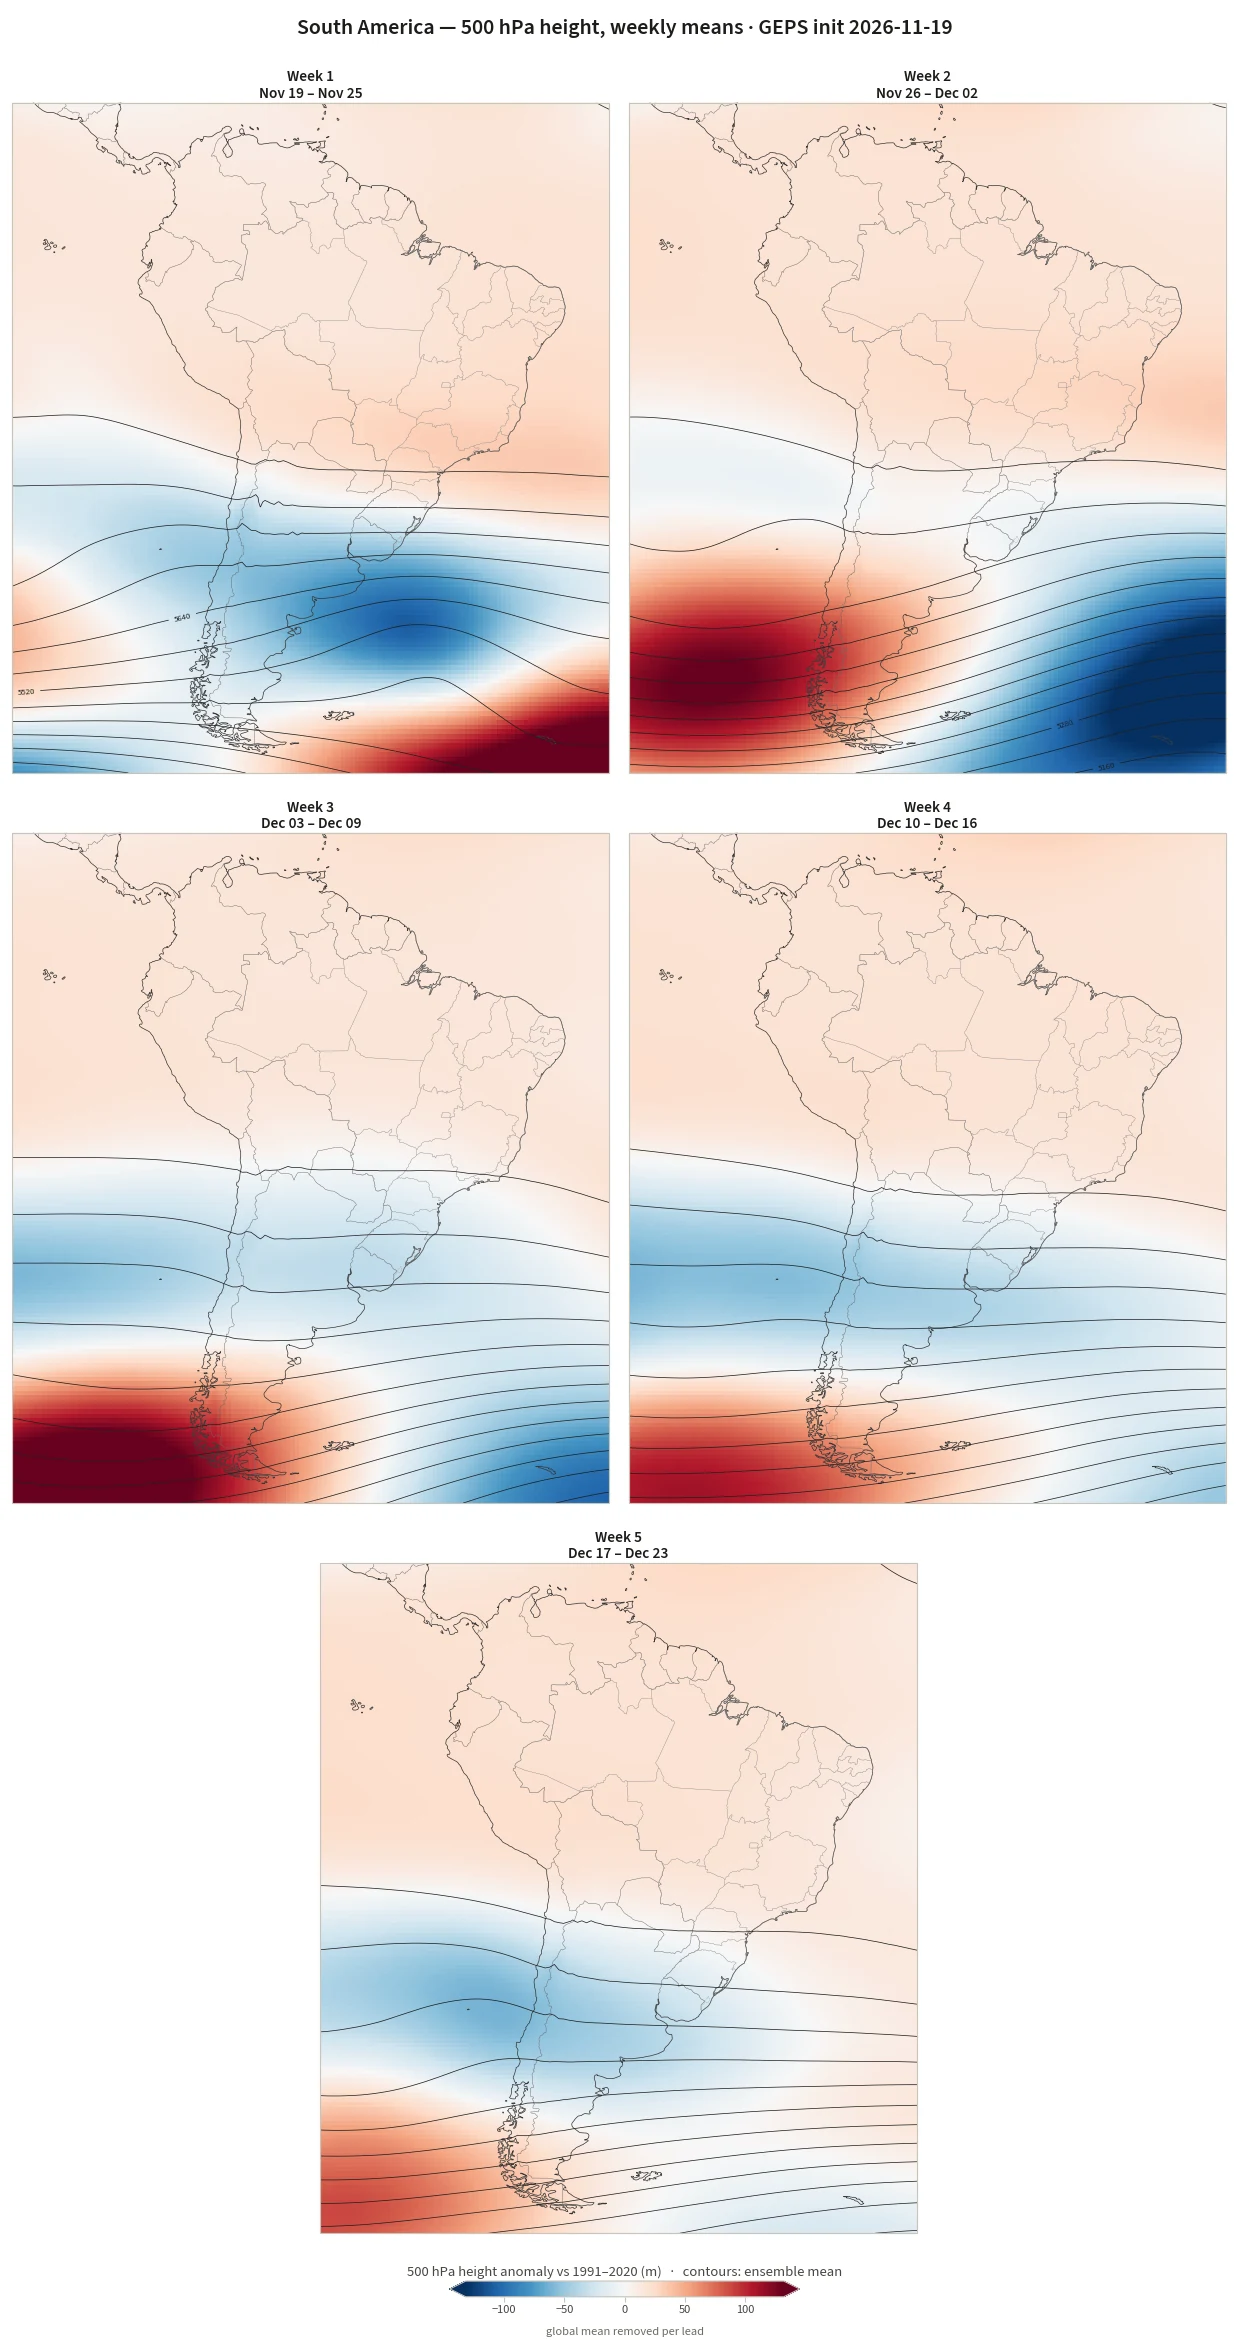 South America — 500 hPa height, weekly means · GEPS init 2026-11-19
Week 1
Nov 19 – Nov 25
Week 2
Nov 26 – Dec 02
5640
5520
5280
Week 3
Dec 03 – Dec 09
Week 4
Dec 10 – Dec 16
Week 5
Dec 17 – Dec 23
500 hPa height anomaly vs 1991–2020 (m) · contours: ensemble mean
−100 −50 0 50 100
global mean removed per lead